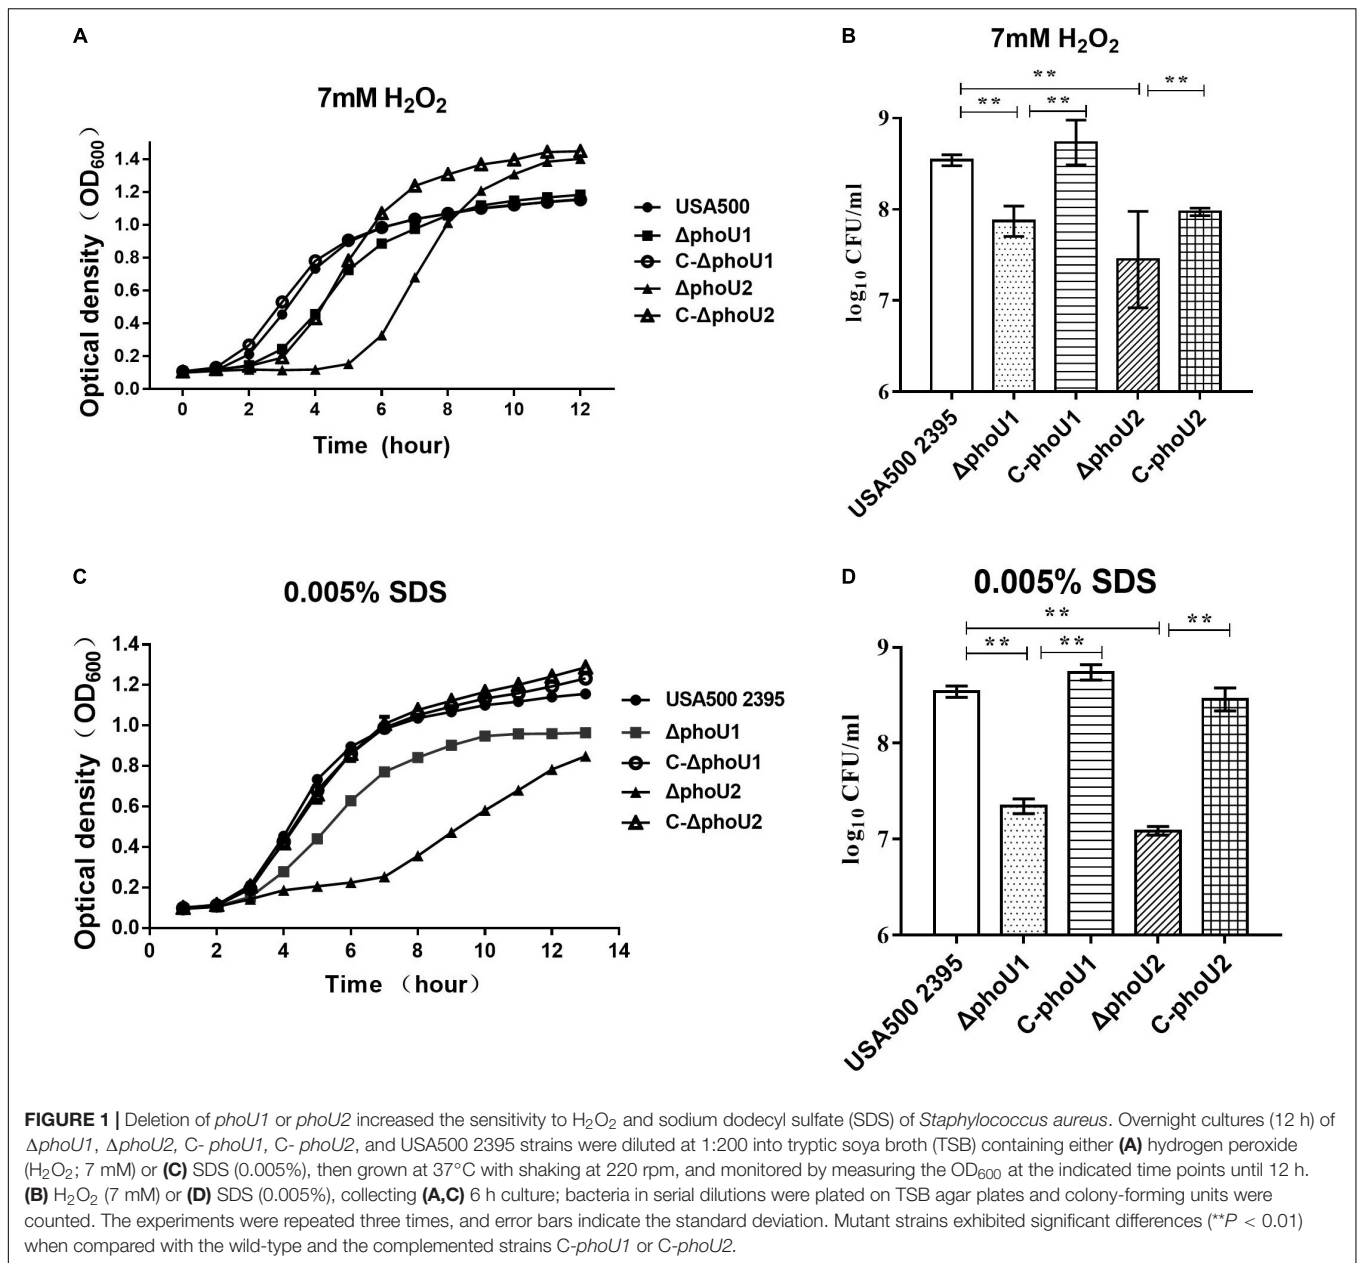 A
7mM H₂O₂
Optical density（OD₆₀₀）
1.4
1.2
1.0
0.8
0.6
0.4
0.2
0.0
0 2 4 6 8 10 12
Time (hour)
USA500
ΔphoU1
C-ΔphoU1
ΔphoU2
C-ΔphoU2
B
7mM H₂O₂
** **
** **
log₁₀ CFU/ml
9
8
7
6
USA500 2395
ΔphoU1
C-phoU1
ΔphoU2
C-phoU2
C
0.005% SDS
Optical density（OD₆₀₀）
1.4
1.2
1.0
0.8
0.6
0.4
0.2
0.0
0 2 4 6 8 10 12 14
Time （hour）
USA500 2395
ΔphoU1
C-ΔphoU1
ΔphoU2
C-ΔphoU2
D
0.005% SDS
** **
** **
log₁₀ CFU/ml
9
8
7
6
USA500 2395
ΔphoU1
C-phoU1
ΔphoU2
C-phoU2
FIGURE 1 | Deletion of phoU1 or phoU2 increased the sensitivity to H₂O₂ and sodium dodecyl sulfate (SDS) of Staphylococcus aureus. Overnight cultures (12 h) of
ΔphoU1, ΔphoU2, C- phoU1, C- phoU2, and USA500 2395 strains were diluted at 1:200 into tryptic soya broth (TSB) containing either (A) hydrogen peroxide
(H₂O₂; 7 mM) or (C) SDS (0.005%), then grown at 37°C with shaking at 220 rpm, and monitored by measuring the OD₆₀₀ at the indicated time points until 12 h.
(B) H₂O₂ (7 mM) or (D) SDS (0.005%), collecting (A,C) 6 h culture; bacteria in serial dilutions were plated on TSB agar plates and colony-forming units were
counted. The experiments were repeated three times, and error bars indicate the standard deviation. Mutant strains exhibited significant differences (**P < 0.01)
when compared with the wild-type and the complemented strains C-phoU1 or C-phoU2.